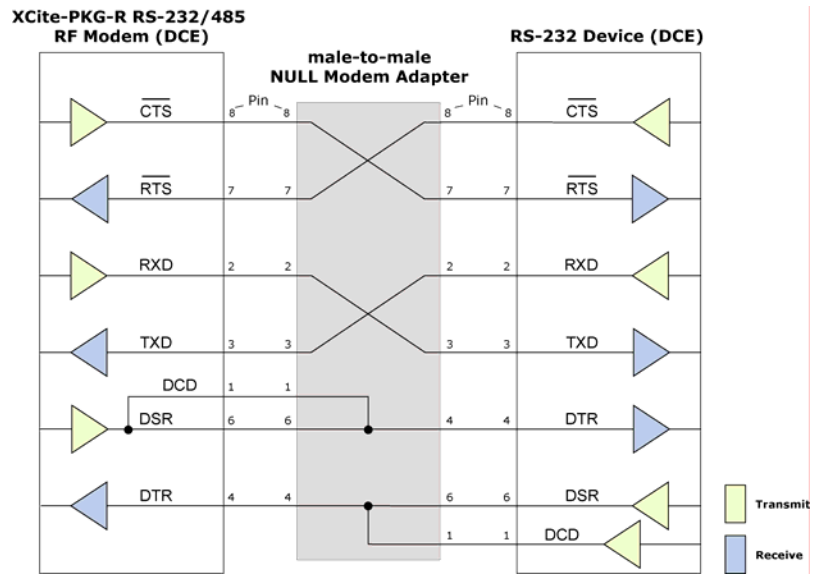 XCite-PKG-R RS-232/485
RF Modem (DCE)
male-to-male
NULL Modem Adapter
RS-232 Device (DCE)
Pin Pin
CTS 8 8 8 8 CTS
RTS 7 7 7 7 RTS
RXD 2 2 2 2 RXD
TXD 3 3 3 3 TXD
DCD 1 1
DSR 6 6 4 4 DTR
DTR 4 4 6 6 DSR
1 1 DCD
Transmit
Receive